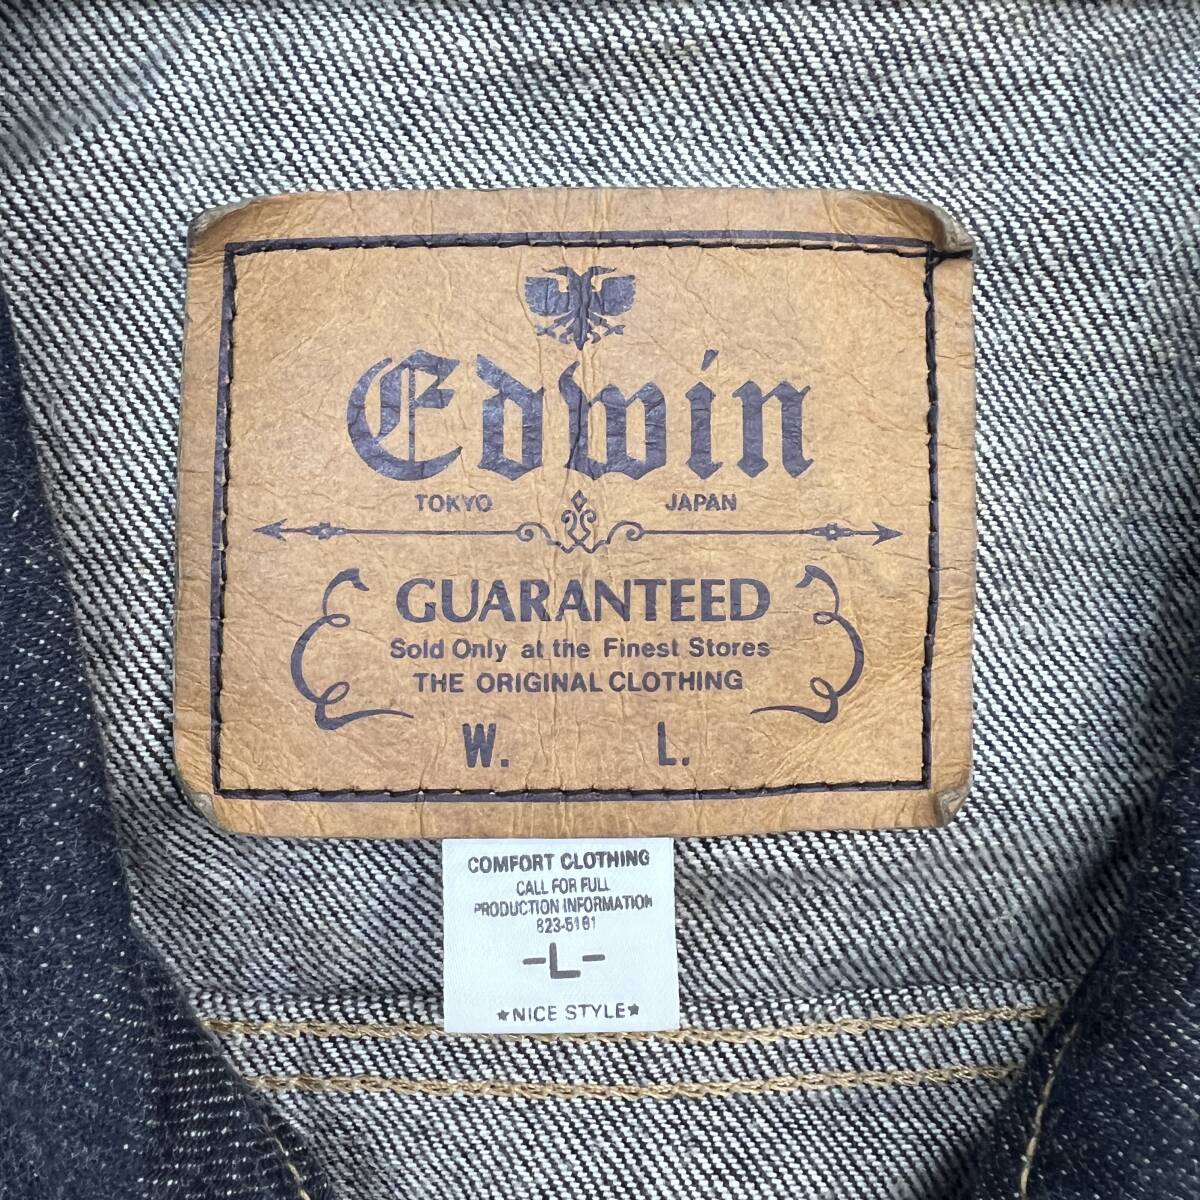 Edwin
TOKYO JAPAN
GUARANTEED
Sold Only at the Finest Stores
THE ORIGINAL CLOTHING
W. L.
COMFORT CLOTHING
CALL FOR FULL
PRODUCTION INFORMATION
823-5161
-L-
★NICE STYLE★